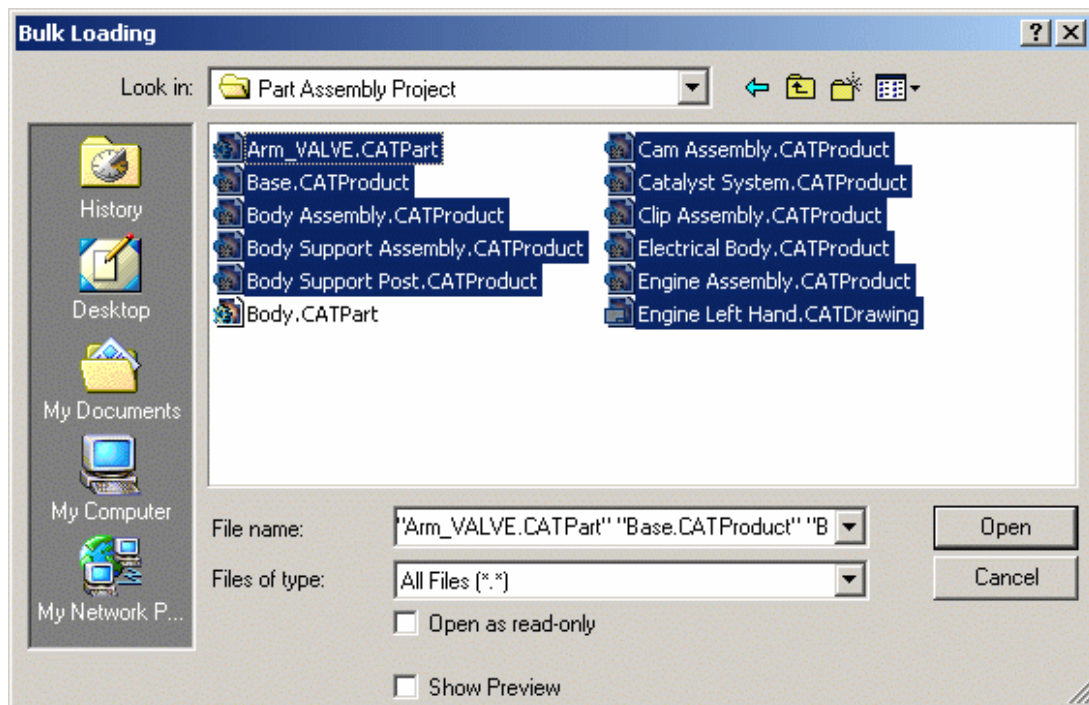 Bulk Loading
Look in: Part Assembly Project
History
Desktop
My Documents
My Computer
My Network P...
Arm_VALVE.CATPart
Base.CATProduct
Body Assembly.CATProduct
Body Support Assembly.CATProduct
Body Support Post.CATProduct
Body.CATPart
Cam Assembly.CATProduct
Catalyst System.CATProduct
Clip Assembly.CATProduct
Electrical Body.CATProduct
Engine Assembly.CATProduct
Engine Left Hand.CATDrawing
File name: "Arm_VALVE.CATPart" "Base.CATProduct" "B
Open
Files of type: All Files (*.*)
Cancel
Open as read-only
Show Preview